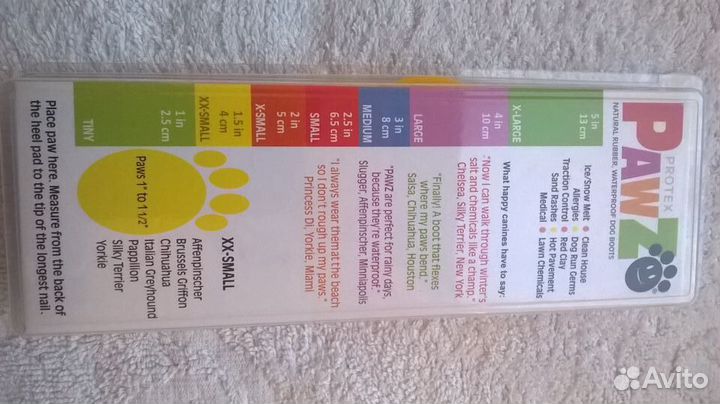 PROTEX
PAWZ
NATURAL RUBBER, WATERPROOF DOG BOOTS
Ice/Snow Melt • Clean House
Allergies • Dog Run Germs
Traction Control • Red Clay
Sand Rashes • Hot Pavement
Medical • Lawn Chemicals
What happy canines have to say:
"Now I can walk through winter's
salt and chemicals like a champ."
Chelsea, Silky Terrier, New York
"Finally! A boot that flexes
where my paws bend."
Salsa, Chihuahua, Houston
"PAWZ are perfect for rainy days,
because they're waterproof."
Slugger, Affenpinscher, Minniapolis
"I always wear them at the beach
so I don't rough up my paws."
Princess Di, Yorkie, Miami
5 in
13 cm
X-LARGE
4 in
10 cm
LARGE
3 in
8 cm
MEDIUM
2.5 in
6.5 cm
SMALL
2 in
5 cm
X-SMALL
1.5 in
4 cm
XX-SMALL
1 in
2.5 cm
TINY
XX-SMALL
Paws 1" to 1 1/2"
Affenpinscher
Brussels Griffon
Chihuahua
Italian Greyhound
Pappilion
Silky Terrier
Yorkie
Place paw here. Measure from the back of
the heel pad to the tip of the longest nail.
Avito